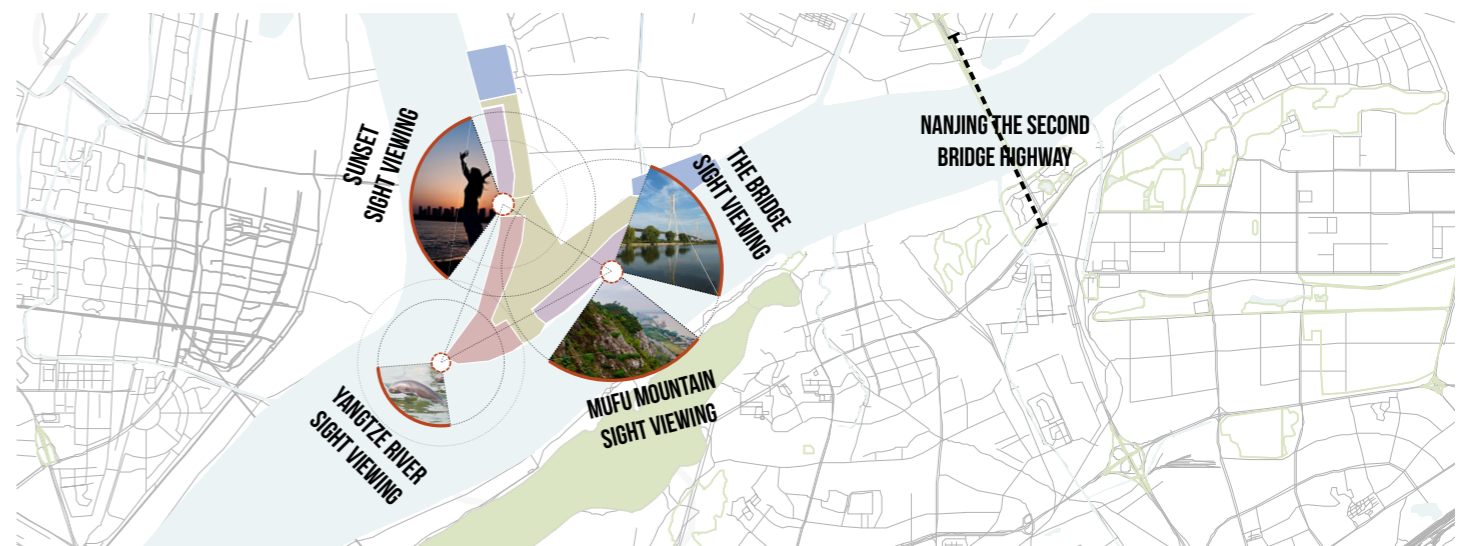 SUNSET
SIGHT VIEWING
THE BRIDGE
SIGHT VIEWING
NANJING THE SECOND
BRIDGE HIGHWAY
YANGTZE RIVER
SIGHT VIEWING
MUFU MOUNTAIN
SIGHT VIEWING